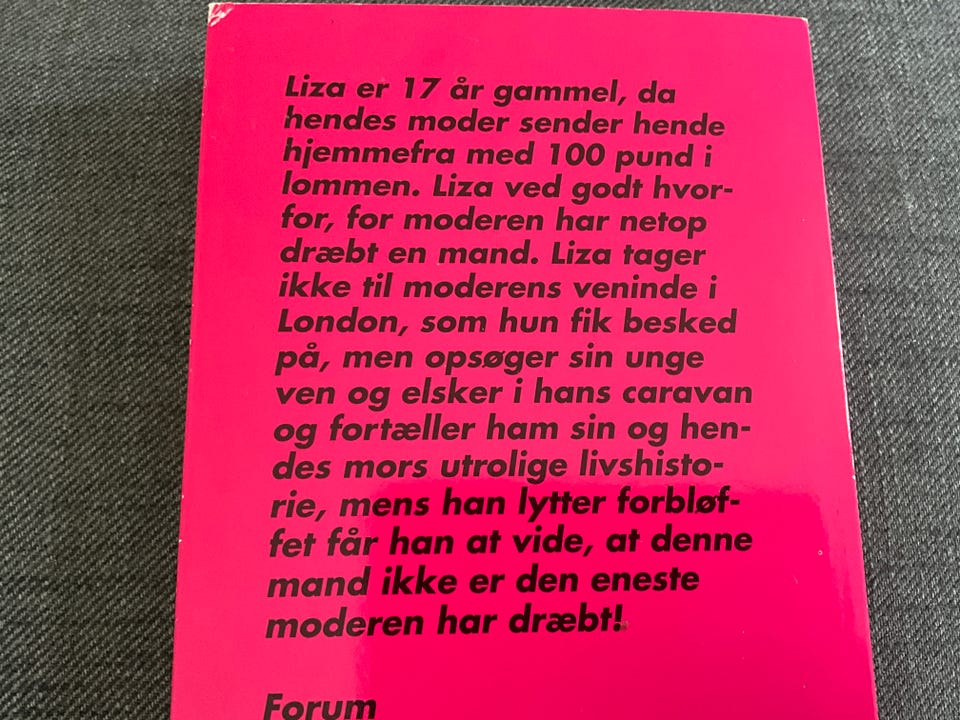 Liza er 17 år gammel, da
hendes moder sender hende
hjemmefra med 100 pund i
lommen. Liza ved godt hvor-
for, for moderen har netop
dræbt en mand. Liza tager
ikke til moderens veninde i
London, som hun fik besked
på, men opsøger sin unge
ven og elsker i hans caravan
og fortæller ham sin og hen-
des mors utrolige livshisto-
rie, mens han lytter forbløf-
fet får han at vide, at denne
mand ikke er den eneste
moderen har dræbt!
Forum